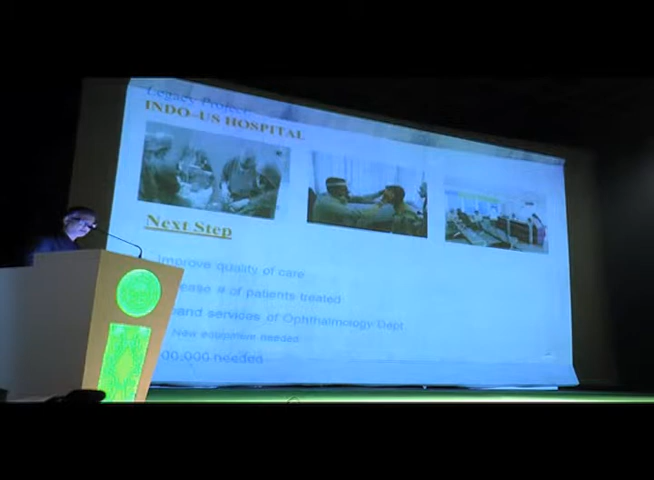 Legacy Project
INDO-US HOSPITAL
Next Step
Improve quality of care
ease # of patients treated
pand services of Ophthalmology Dept.
New equipment needed
00,000 needed